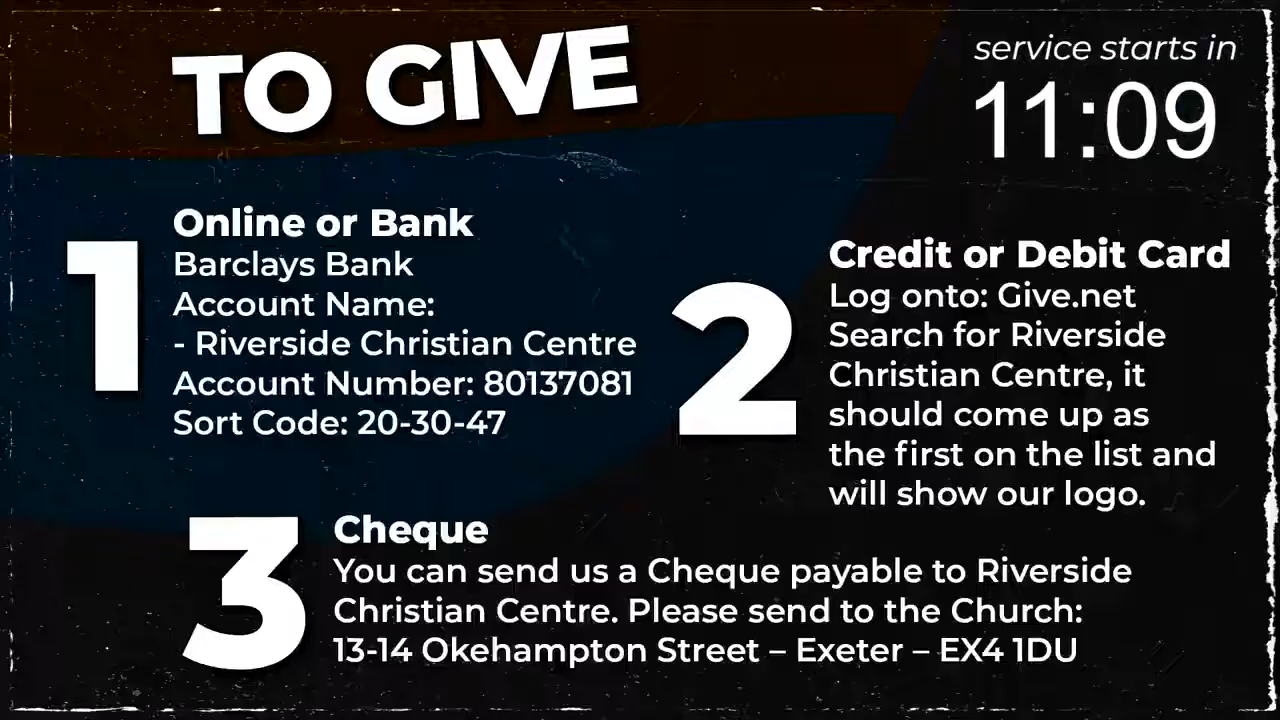 TO GIVE
service starts in
11:09
1
Online or Bank
Barclays Bank
Account Name:
- Riverside Christian Centre
Account Number: 80137081
Sort Code: 20-30-47
2
Credit or Debit Card
Log onto: Give.net
Search for Riverside
Christian Centre, it
should come up as
the first on the list and
will show our logo.
3
Cheque
You can send us a Cheque payable to Riverside
Christian Centre. Please send to the Church:
13-14 Okehampton Street – Exeter – EX4 1DU